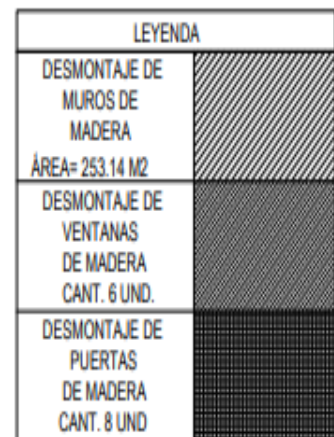 LEYENDA
DESMONTAJE DE
MUROS DE
MADERA
ÁREA= 253.14 M2
DESMONTAJE DE
VENTANAS
DE MADERA
CANT. 6 UND.
DESMONTAJE DE
PUERTAS
DE MADERA
CANT. 8 UND